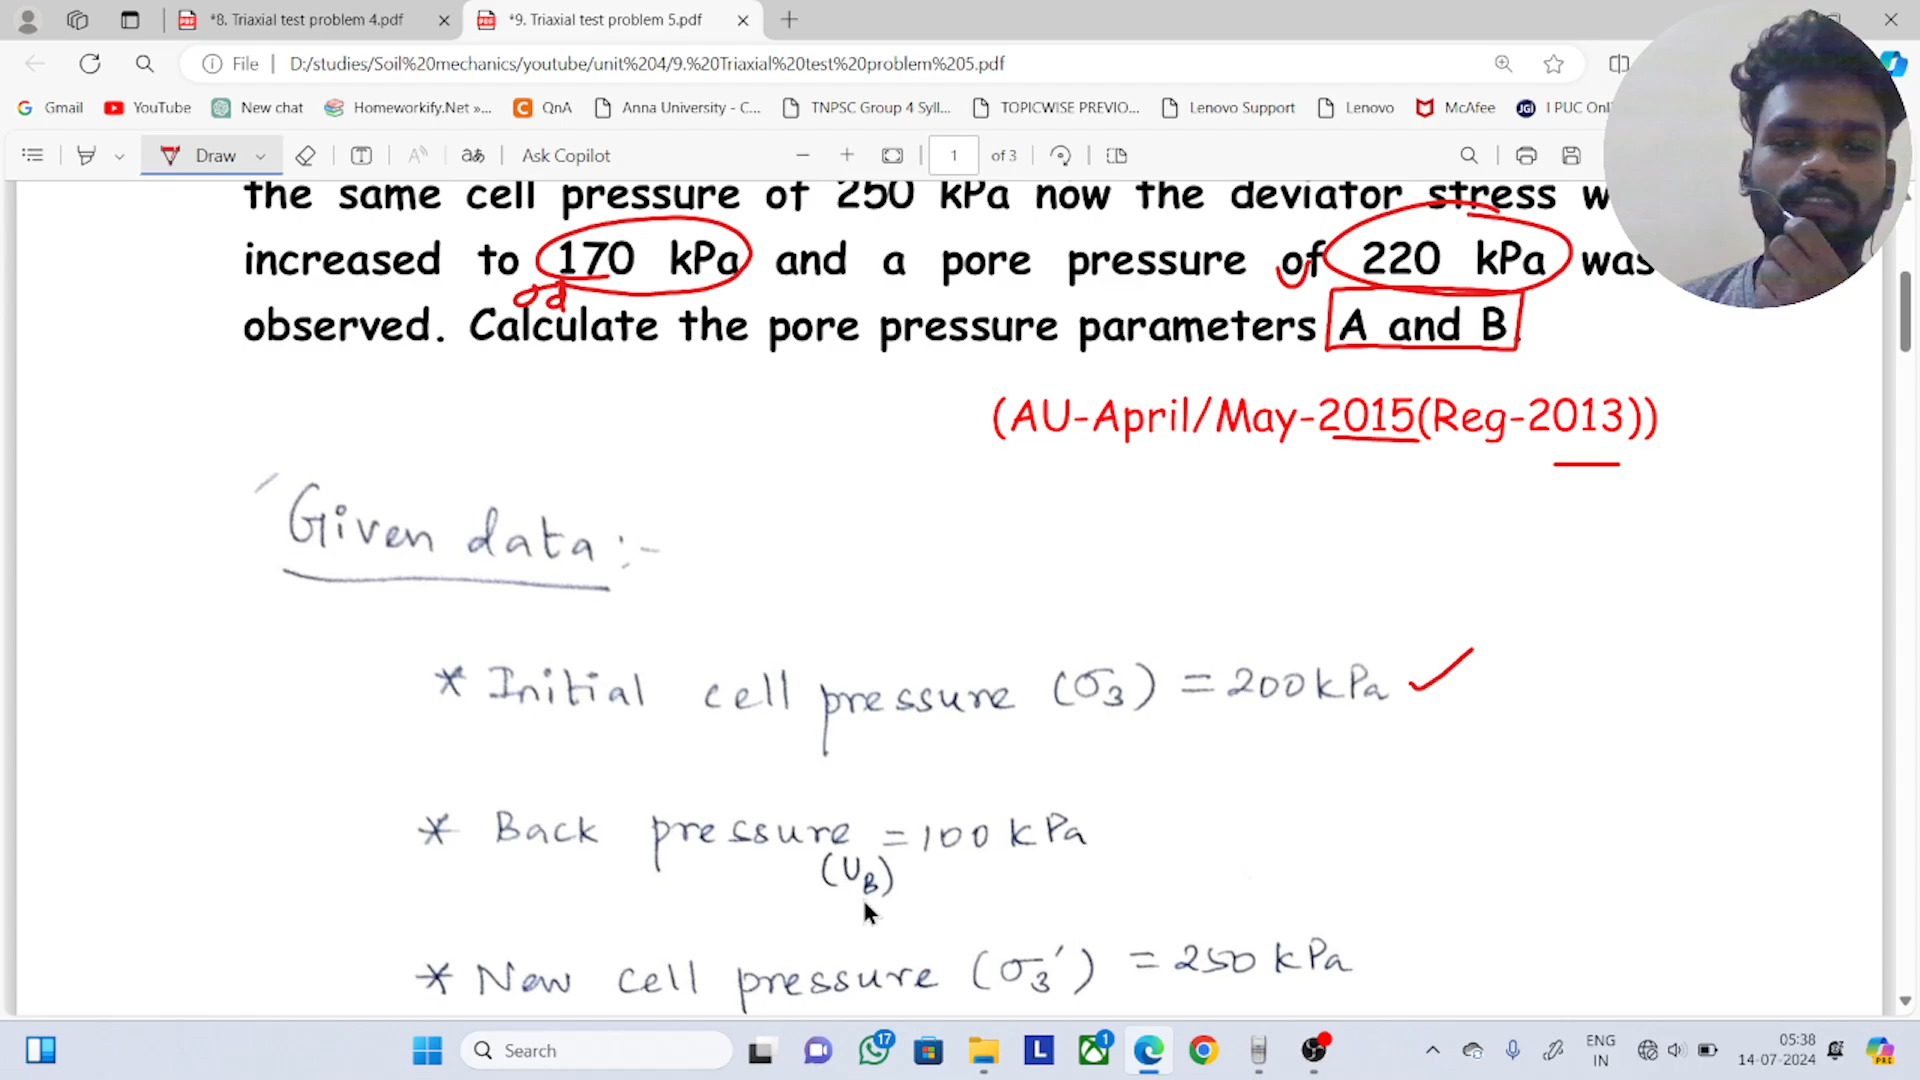 *8. Triaxial test problem 4.pdf
*9. Triaxial test problem 5.pdf
File
D:/studies/Soil%20mechanics/youtube/unit%204/9.%20Triaxial%20test%20problem%205.pdf
Gmail
YouTube
New chat
Homeworkify.Net »...
QnA
Anna University - C...
TNPSC Group 4 Syll...
TOPICWISE PREVIO...
Lenovo Support
Lenovo
McAfee
I PUC Onl
Draw
Ask Copilot
1 of 3
the same cell pressure of 250 kPa now the deviator stress w
increased to 170 kPa and a pore pressure of 220 kPa was
σd
U
observed. Calculate the pore pressure parameters A and B
(AU-April/May-2015(Reg-2013))
Given data :-
* Initial cell pressure (σ3) = 200 kPa
* Back pressure = 100 kPa
(UB)
* New cell pressure (σ3') = 250 kPa
Search
17
1
ENG
IN
05:38
14-07-2024